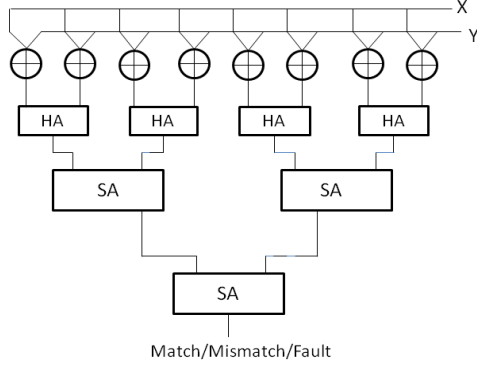 X
Y
HA HA HA HA
SA SA
SA
Match/Mismatch/Fault